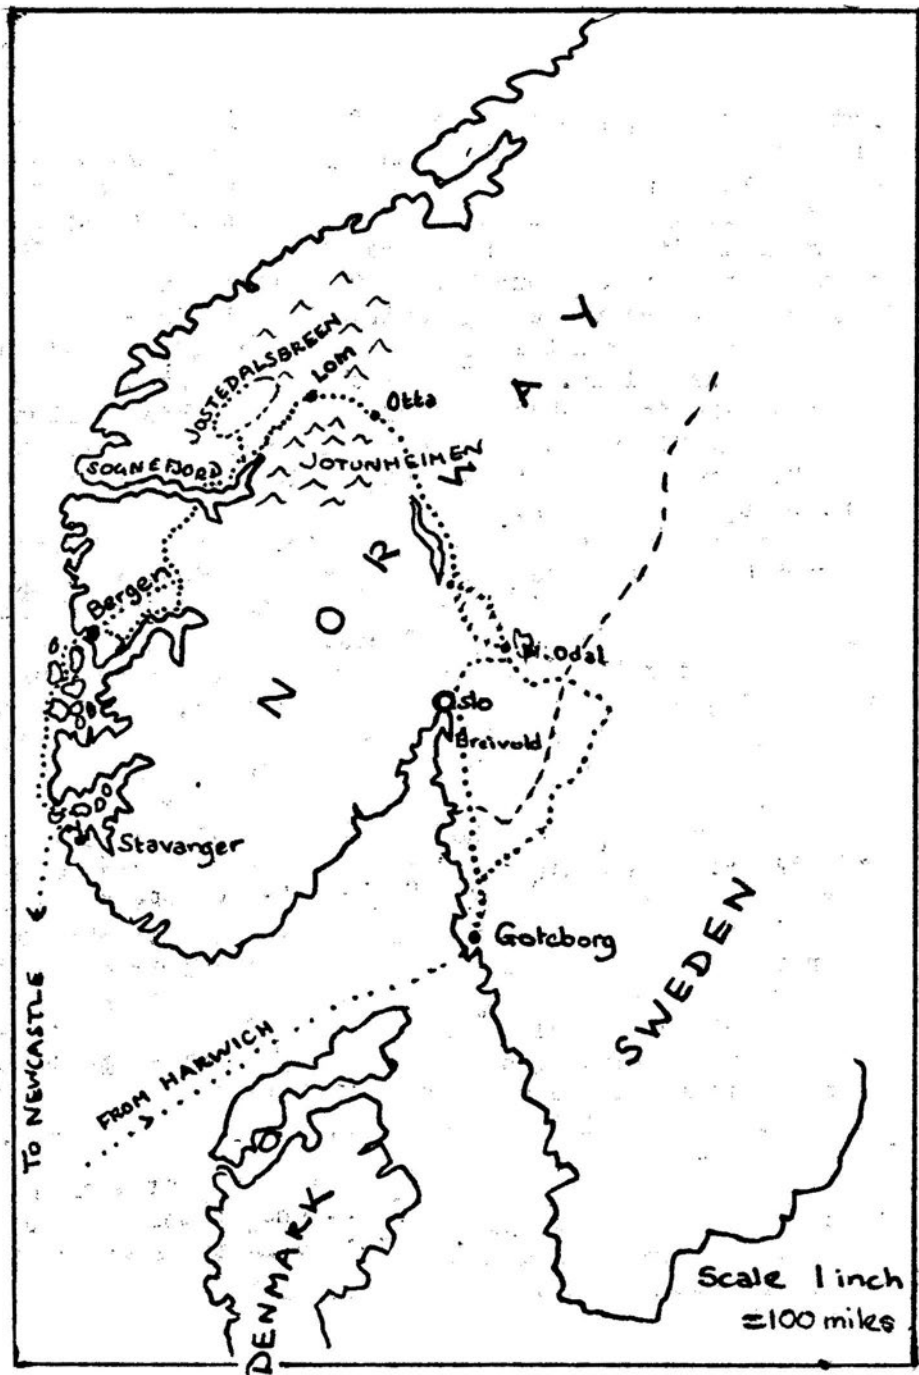 JOSTEDALSBREEN
LOM
Otta
SOGNEFJORD
JOTUNHEIMEN
NORWAY
Bergen
N. Odal
Oslo
Breivold
Stavanger
Goteborg
SWEDEN
TO NEWCASTLE
FROM HARWICH
DENMARK
Scale 1 inch
=100 miles